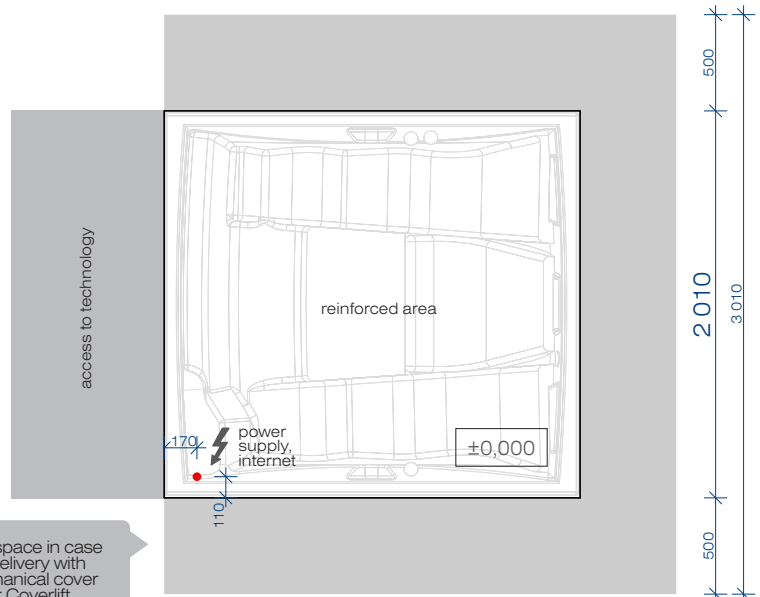 500
access to technology
reinforced area
2 010
3 010
170
power
supply,
internet
±0,000
110
space in case
delivery with
cover
Coverlift
500